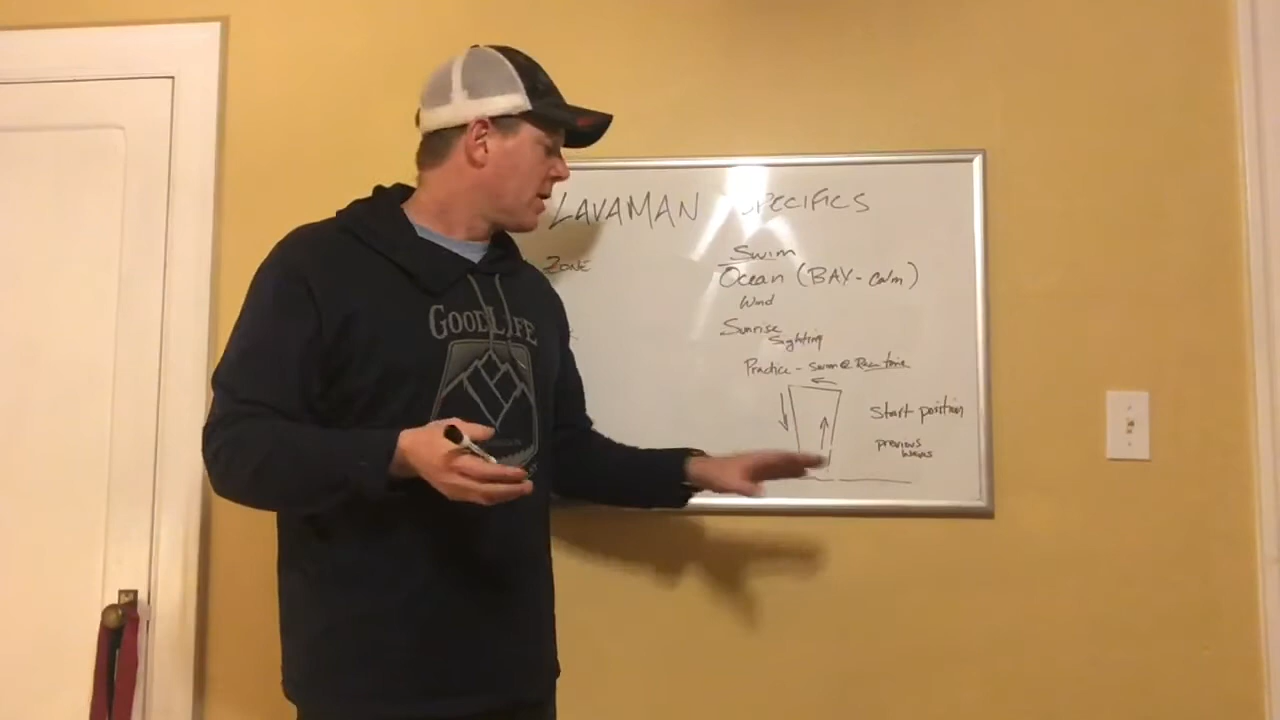 LAVAMAN SPECIFICS
ZONE
Swim
Ocean (BAY - Calm)
Wind
Sunrise
Sighting
Practice - swim @ Race time
Start position
previous
waves
GOOD LIFE